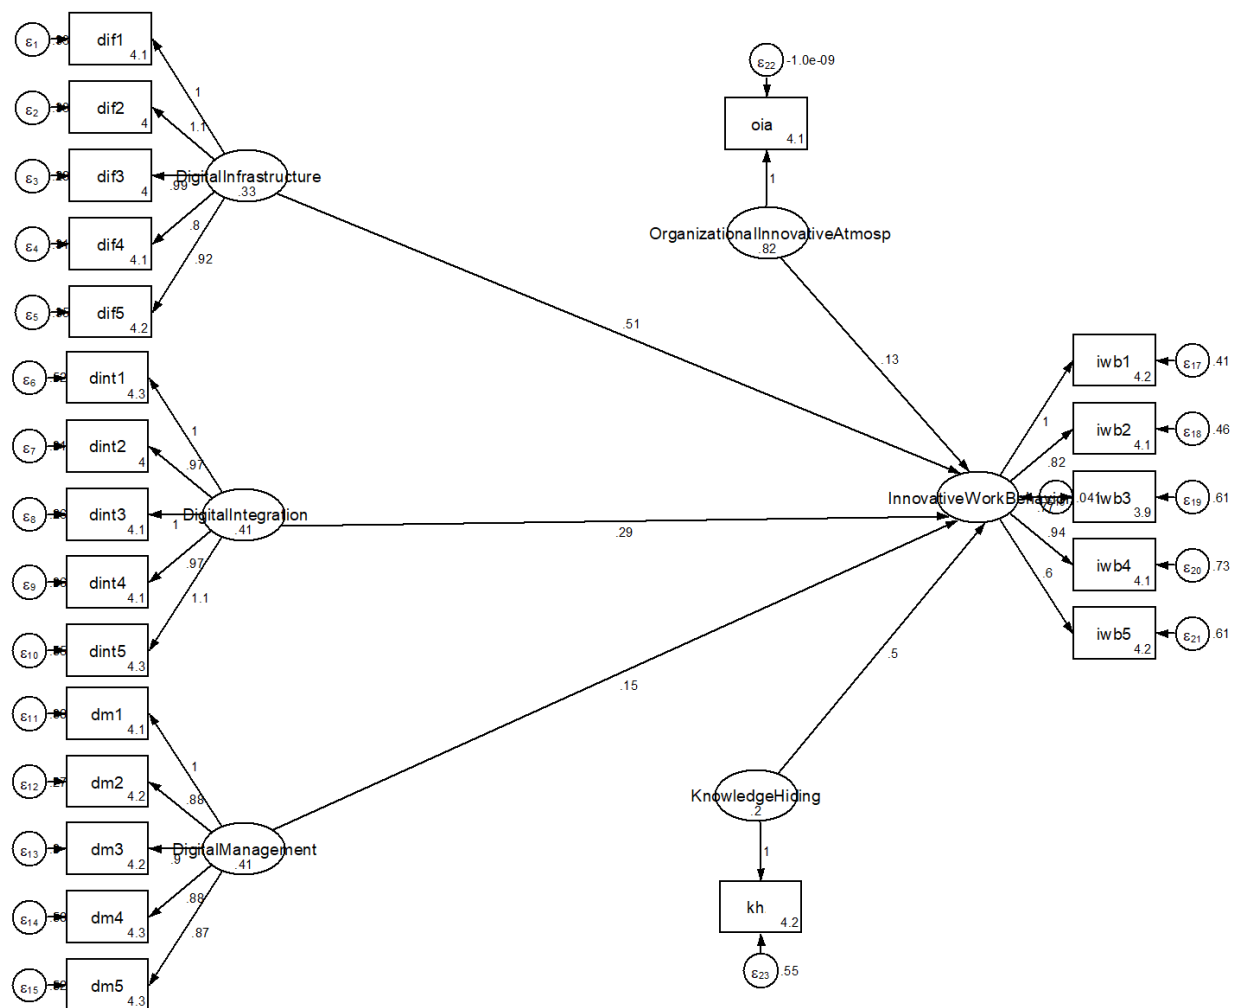 ε1
dif1
4.1
ε2
dif2
4
ε3
dif3
4
ε4
dif4
4.1
ε5
dif5
4.2
1
1.1
.99
.8
.92
DigitalInfrastructure
.33
ε6
dint1
4.3
ε7
dint2
4
ε8
dint3
4.1
ε9
dint4
4.1
ε10
dint5
4.3
1
.97
1
.97
1.1
DigitalIntegration
.41
ε11
dm1
4.1
ε12
.27
dm2
4.2
ε13
dm3
4.2
ε14
dm4
4.3
ε15
dm5
4.3
1
.88
.9
.88
.87
DigitalManagement
.41
.51
.29
.15
ε22
-1.0e-09
oia
4.1
1
OrganizationalInnovativeAtmosp
.82
.13
KnowledgeHiding
.2
.5
1
kh
4.2
ε23
.55
InnovativeWorkBehavior
.041
1
.82
.77
.94
.6
iwb1
4.2
ε17
.41
iwb2
4.1
ε18
.46
iwb3
3.9
ε19
.61
iwb4
4.1
ε20
.73
iwb5
4.2
ε21
.61